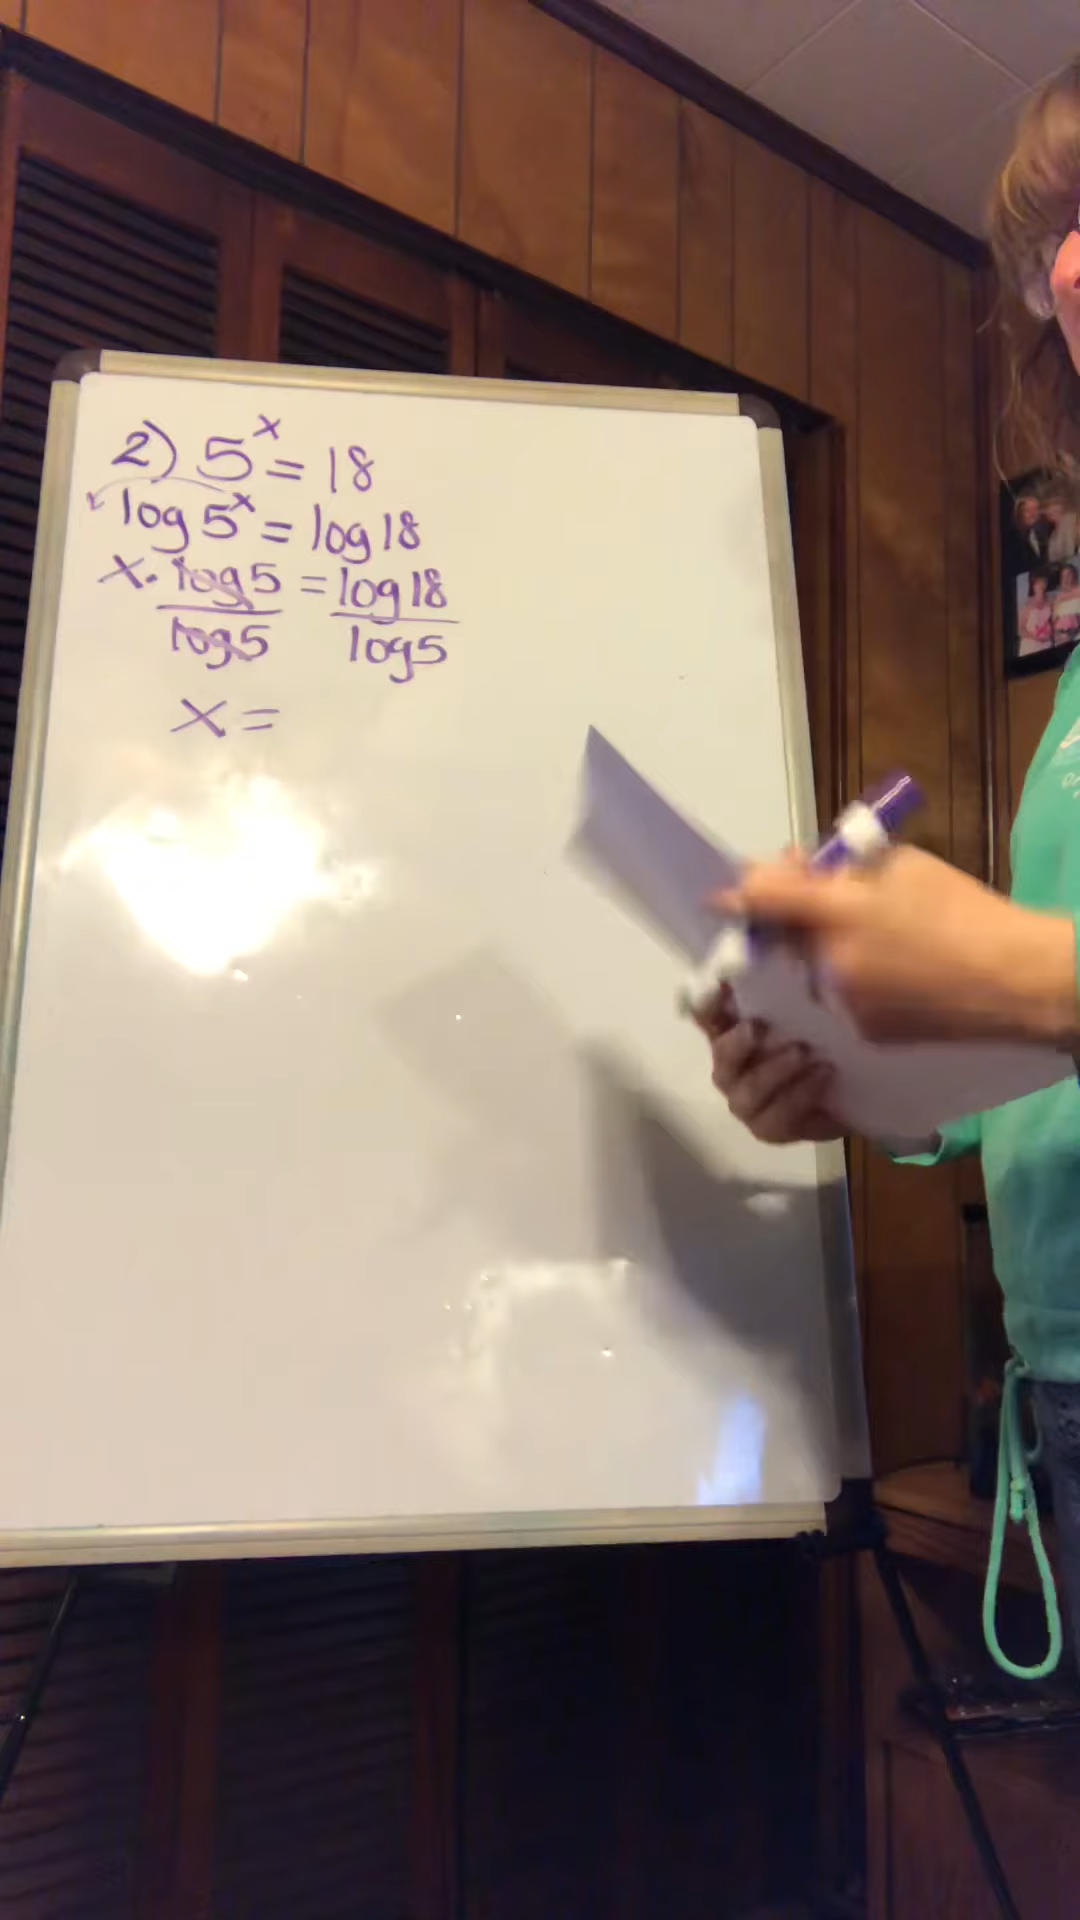 2) 5^x = 18
log 5^x = log 18
x · log 5 = log 18
log 5 log 5
x =